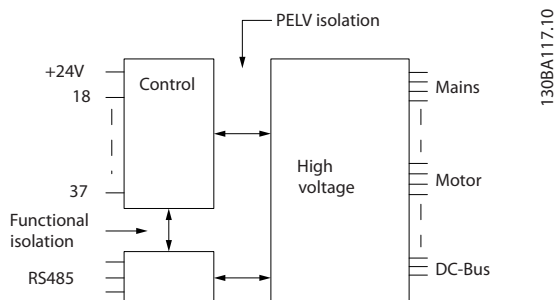 PELV isolation
130BA117.10
+24V
Control
Mains
18
High
voltage
Motor
37
Functional
isolation
RS485
DC-Bus